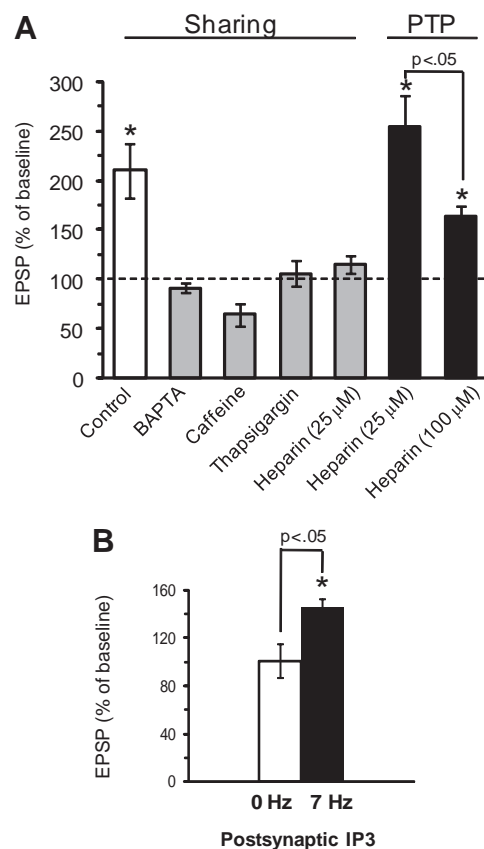 A
Sharing
PTP
p<.05
EPSP (% of baseline)
300
250
200
150
100
50
0
*
*
*
Control
BAPTA
Caffeine
Thapsigargin
Heparin (25 μM)
Heparin (25 μM)
Heparin (100 μM)
B
p<.05
*
EPSP (% of baseline)
160
120
80
40
0
0 Hz 7 Hz
Postsynaptic IP3